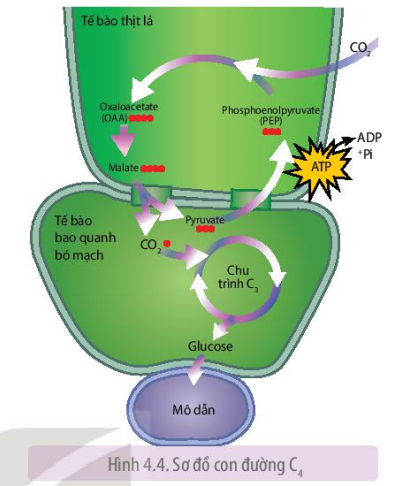 Tế bào thịt lá
CO₂
Oxaloacetate
(OAA)
Phosphoenolpyruvate
(PEP)
ADP
+Pi
ATP
Malate
Tế bào
bao quanh
bó mạch
Pyruvate
CO₂
Chu
trình C₃
Glucose
Mô dẫn
Hình 4.4. Sơ đồ con đường C₄